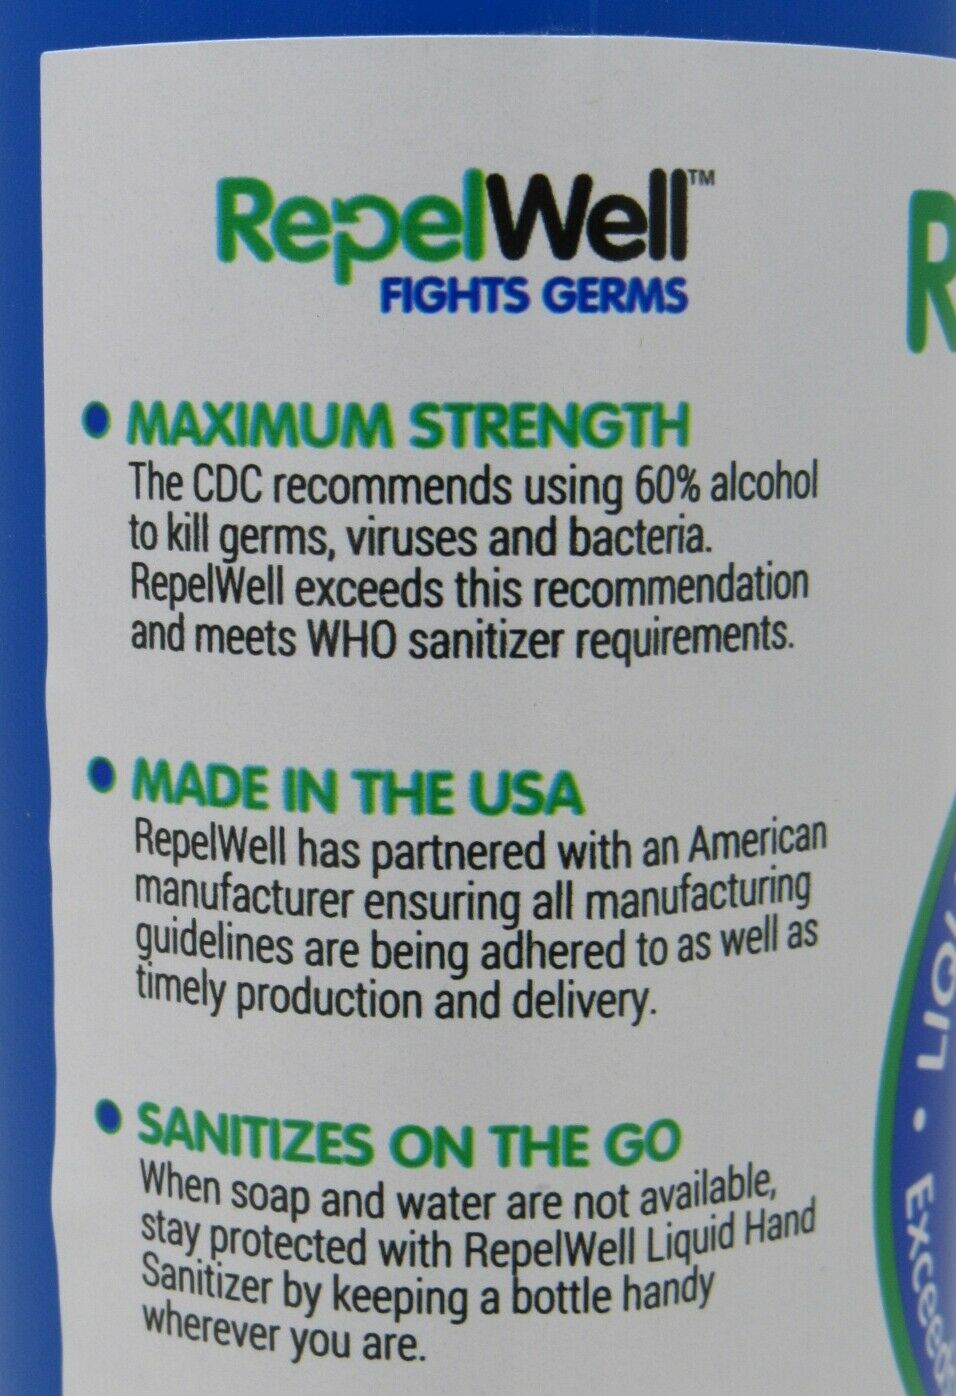 RepelWell™
FIGHTS GERMS
• MAXIMUM STRENGTH
The CDC recommends using 60% alcohol
to kill germs, viruses and bacteria.
RepelWell exceeds this recommendation
and meets WHO sanitizer requirements.
• MADE IN THE USA
RepelWell has partnered with an American
manufacturer ensuring all manufacturing
guidelines are being adhered to as well as
timely production and delivery.
• SANITIZES ON THE GO
When soap and water are not available,
stay protected with RepelWell Liquid Hand
Sanitizer by keeping a bottle handy
wherever you are.
R